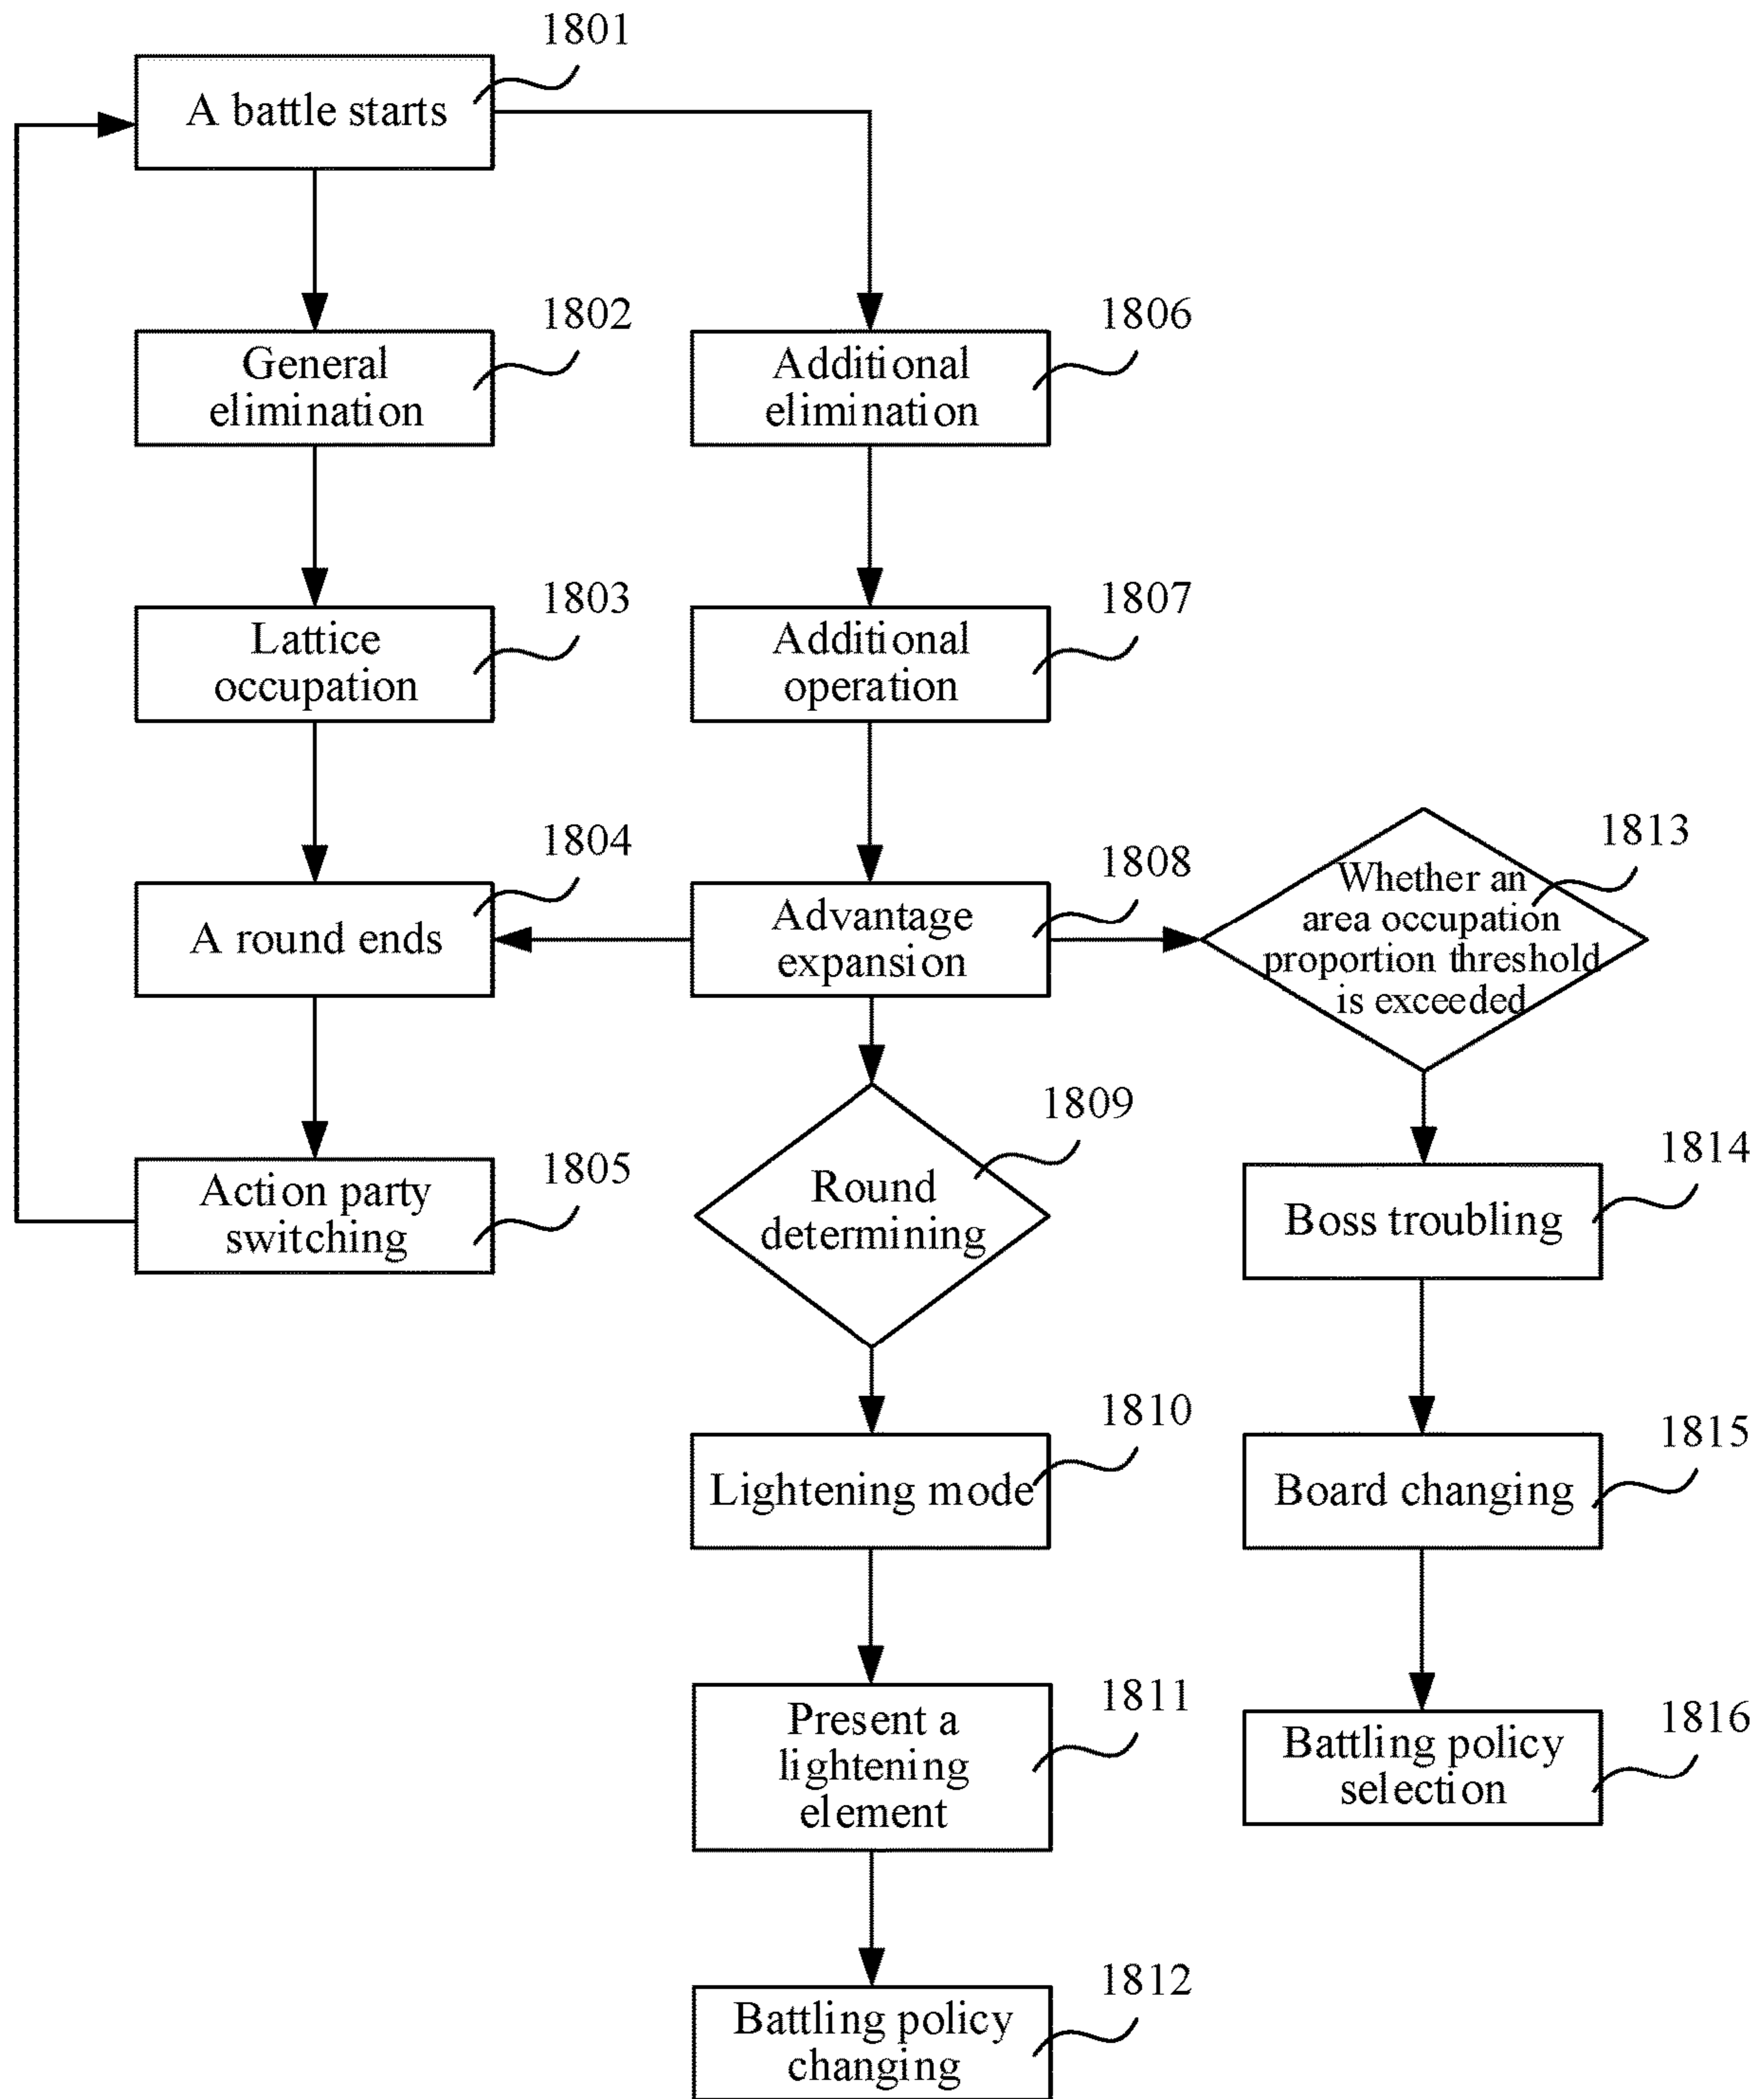 1801
A battle starts
1802
General
elimination
1806
Additional
elimination
1803
Lattice
occupation
1807
Additional
operation
1804
A round ends
1808
Advantage
expansion
1813
Whether an
area occupation
proportion threshold
is exceeded
1805
Action party
switching
1809
Round
determining
1814
Boss troubling
1810
Lightening mode
1815
Board changing
1811
Present a
lightening
element
1816
Battling policy
selection
1812
Battling policy
changing